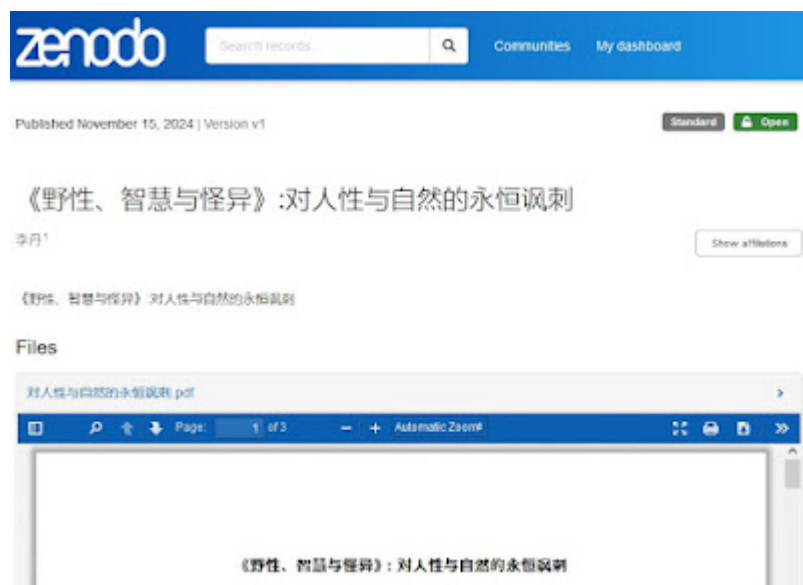 zenodo
Search records...
Communities My dashboard
Published November 15, 2024 | Version v1
Standard Open
《野性、智慧与怪异》:对人性与自然的永恒讽刺
李丹1
Show affiliations
《野性、智慧与怪异》:对人性与自然的永恒讽刺
Files
对人性与自然的永恒讽刺.pdf
Page: 1 of 3 Automatic Zoom
《野性、智慧与怪异》:对人性与自然的永恒讽刺